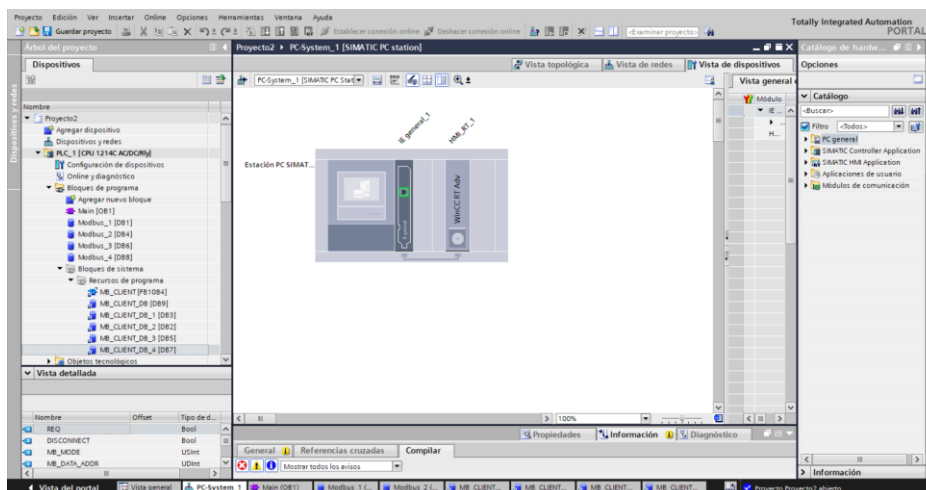 Proyecto Edición Ver Insertar Online Opciones Herramientas Ventana Ayuda
Totally Integrated Automation
PORTAL
Guardar proyecto
Establecer conexión online
Deshacer conexión online
<Examinar proyecto>
Árbol del proyecto
Proyecto2 PC-System_1 [SIMATIC PC station]
Catálogo de hardw...
Dispositivos
Vista topológica
Vista de redes
Vista de dispositivos
Opciones
Dispositivos y redes
PC-System_1 [SIMATIC PC Stat
Vista general
Nombre
Proyecto2
Agregar dispositivo
Dispositivos y redes
PLC_1 [CPU 1214C AC/DC/Rly]
Configuración de dispositivos
Online y diagnóstico
Bloques de programa
Agregar nuevo bloque
Main [OB1]
Modbus_1 [DB1]
Modbus_2 [DB4]
Modbus_3 [DB6]
Modbus_4 [DB8]
Bloques de sistema
Recursos de programa
MB_CLIENT [FB1084]
MB_CLIENT_DB [DB9]
MB_CLIENT_DB_1 [DB3]
MB_CLIENT_DB_2 [DB2]
MB_CLIENT_DB_3 [DB5]
MB_CLIENT_DB_4 [DB7]
Objetos tecnológicos
IE general_1
HMI_RT_1
Estación PC SIMAT...
WinCC RT Adv
Módulo
IE ...
H...
Catálogo
<Buscar>
Filtro
<Todos>
PC general
SIMATIC Controller Application
SIMATIC HMI Application
Aplicaciones de usuario
Módulos de comunicación
Vista detallada
Nombre Offset Tipo de d...
REQ Bool
DISCONNECT Bool
MB_MODE USInt
MB_DATA_ADDR UDInt
100%
Propiedades
Información
Diagnóstico
General
Referencias cruzadas
Compilar
Mostrar todos los avisos
Información
Vista del portal
Vista general
PC-System_1
Main (OB1)
Modbus_1 (...
Modbus_2 (...
MB_CLIENT...
MB_CLIENT...
MB_CLIENT...
MB_CLIENT...
Proyecto Proyecto2 abierto.